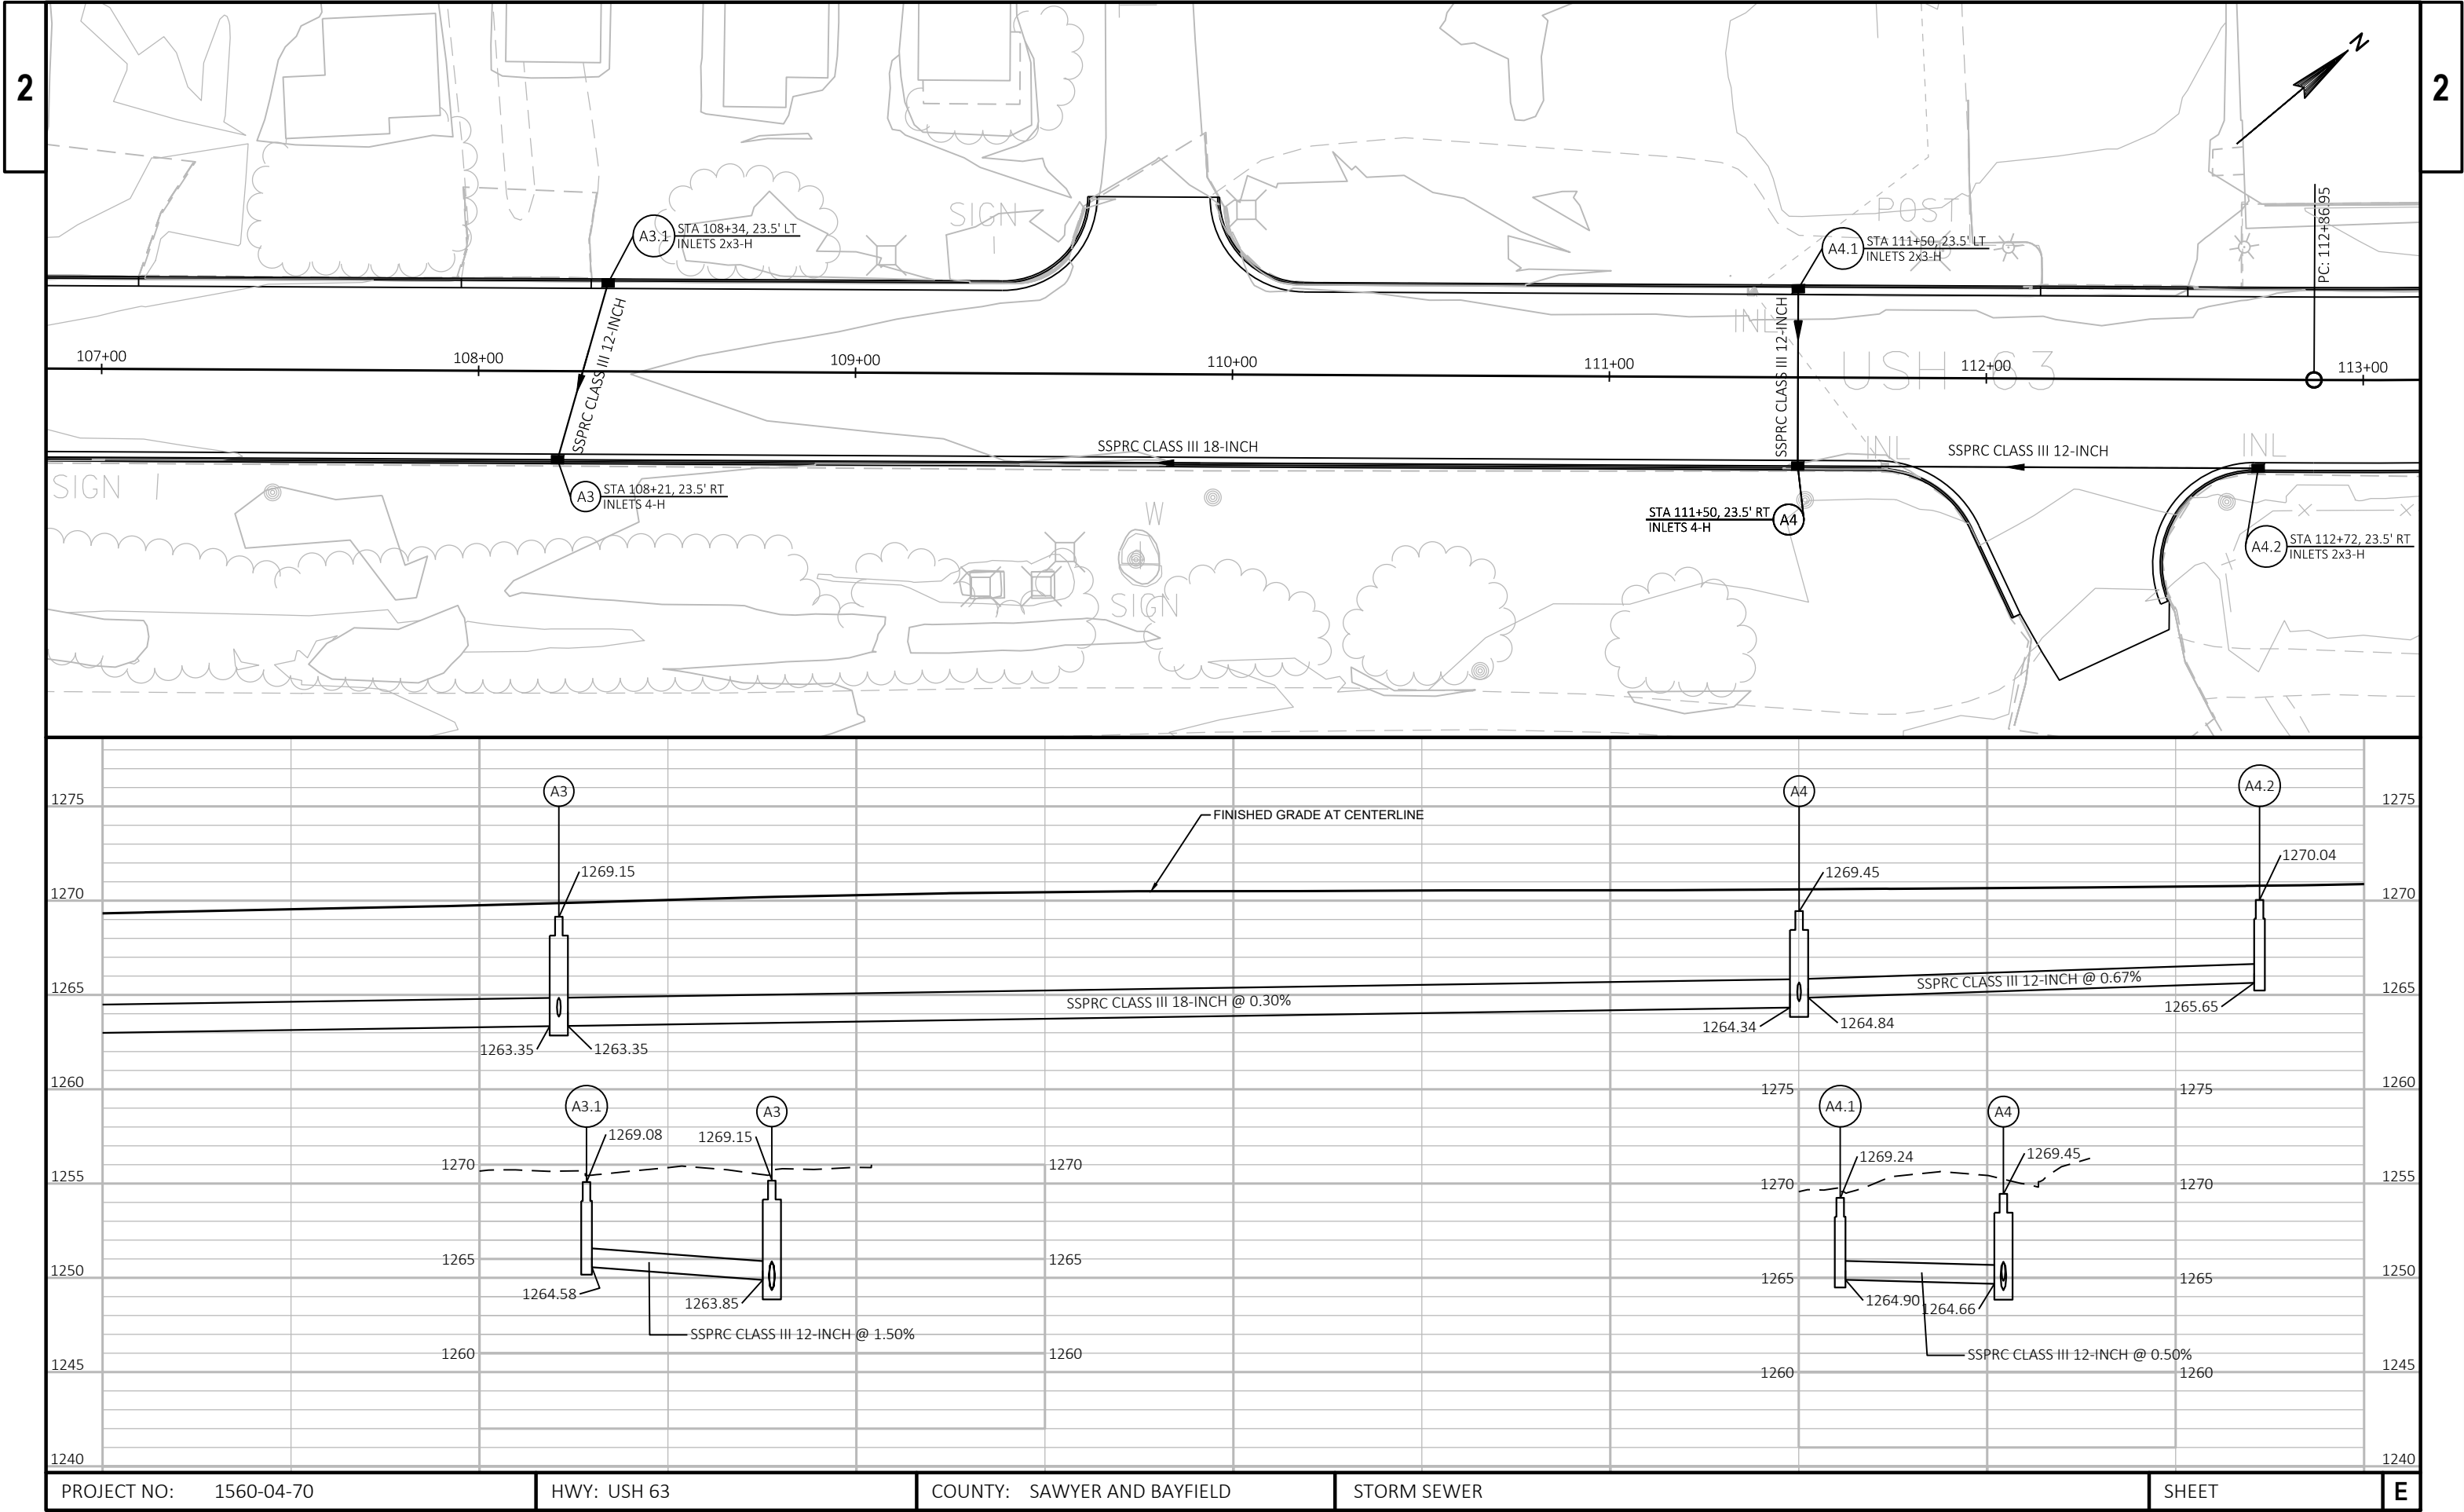 2
2
N
SIGN
POST
A3.1
STA 108+34, 23.5' LT
INLETS 2x3-H
A4.1
STA 111+50, 23.5' LT
INLETS 2x3-H
PC: 112+86.95
SSPRC CLASS III 12-INCH
SSPRC CLASS III 12-INCH
INL
107+00
108+00
109+00
110+00
111+00
112+00
113+00
USH 63
SSPRC CLASS III 18-INCH
INL
SSPRC CLASS III 12-INCH
INL
SIGN
A3
STA 108+21, 23.5' RT
INLETS 4-H
W
STA 111+50, 23.5' RT
INLETS 4-H
A4
A4.2
STA 112+72, 23.5' RT
INLETS 2x3-H
SIGN
A3
A4
A4.2
1275
1275
FINISHED GRADE AT CENTERLINE
1269.15
1269.45
1270.04
1270
1270
1265
1265
SSPRC CLASS III 18-INCH @ 0.30%
SSPRC CLASS III 12-INCH @ 0.67%
1263.35
1263.35
1264.34
1264.84
1265.65
1260
1260
A3.1
A3
1269.08
1269.15
1270
1270
1265
1265
1264.58
1263.85
SSPRC CLASS III 12-INCH @ 1.50%
1260
1260
1275
1275
A4.1
A4
1269.24
1269.45
1270
1270
1265
1265
1264.90
1264.66
SSPRC CLASS III 12-INCH @ 0.50%
1260
1260
1255
1255
1250
1250
1245
1245
1240
1240
PROJECT NO: 1560-04-70
HWY: USH 63
COUNTY: SAWYER AND BAYFIELD
STORM SEWER
SHEET
E